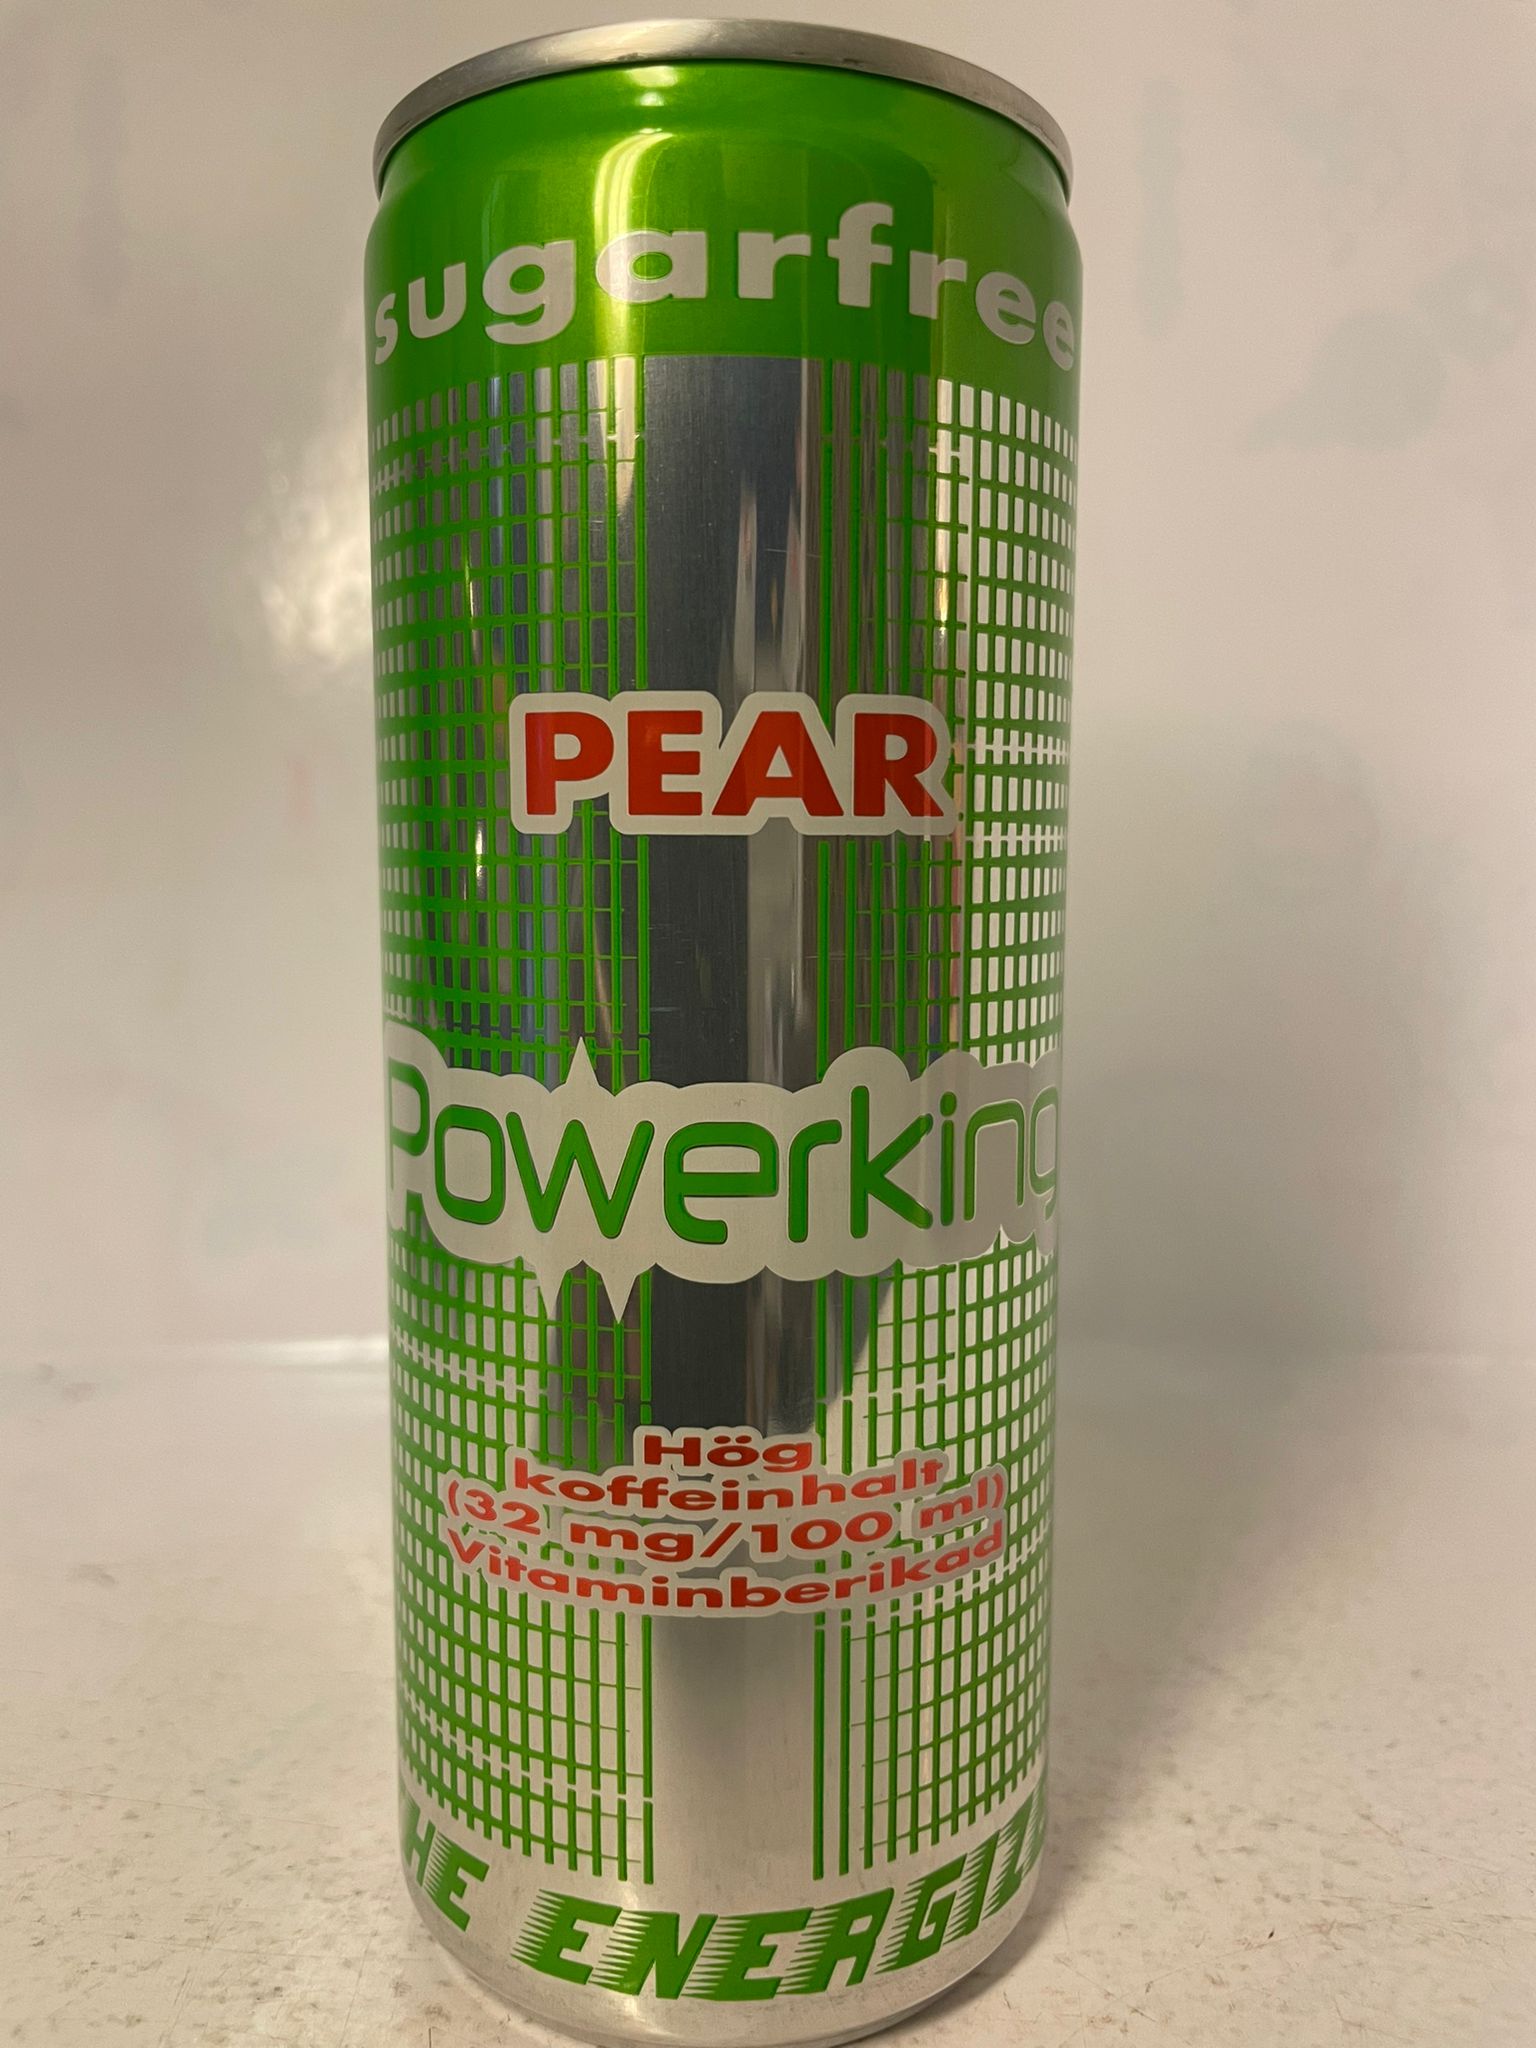 sugarfree
PEAR
Powerking
Hög
koffeinhalt
(32 mg/100 ml)
Vitaminberikad
HE ENERGIZ